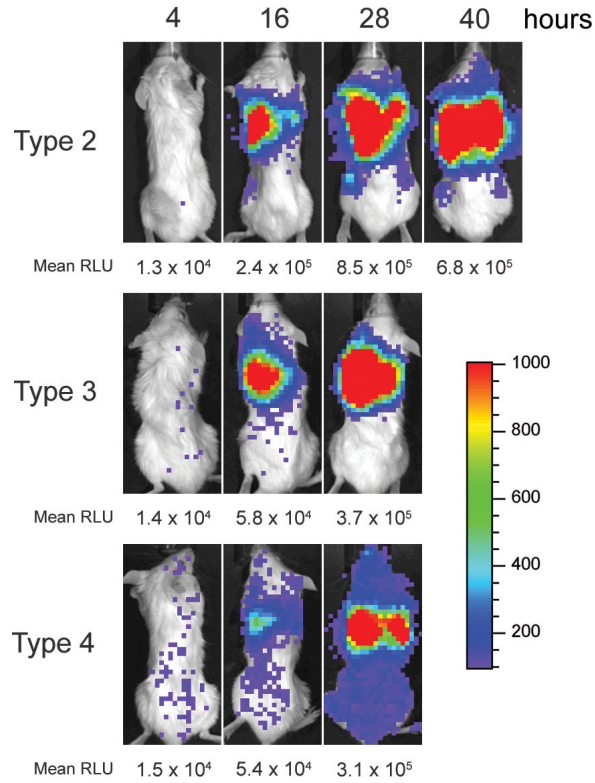 4 16 28 40 hours
Type 2
Mean RLU 1.3 x 10⁴ 2.4 x 10⁵ 8.5 x 10⁵ 6.8 x 10⁵
Type 3
1000
800
600
400
200
Mean RLU 1.4 x 10⁴ 5.8 x 10⁴ 3.7 x 10⁵
Type 4
Mean RLU 1.5 x 10⁴ 5.4 x 10⁴ 3.1 x 10⁵